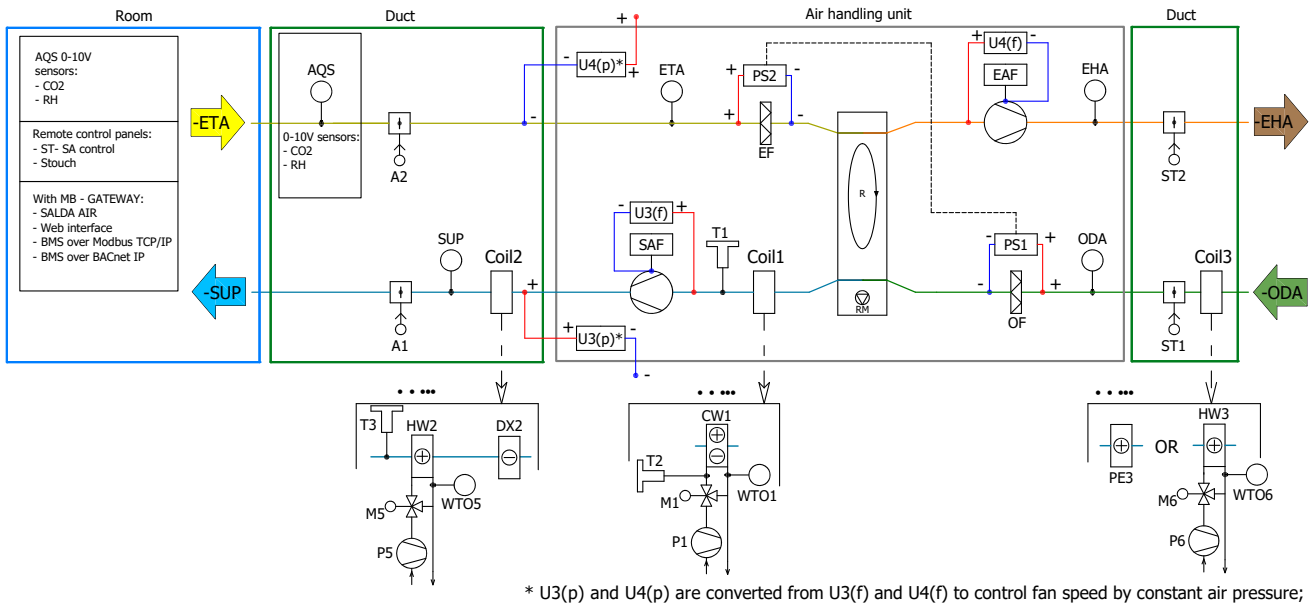 Room
Duct
Air handling unit
Duct
AQS 0-10V
sensors:
- CO2
- RH
Remote control panels:
- ST- SA control
- Stouch
With MB - GATEWAY:
- SALDA AIR
- Web interface
- BMS over Modbus TCP/IP
- BMS over BACnet IP
-ETA
-SUP
AQS
0-10V sensors:
- CO2
- RH
A2
SUP
Coil2
A1
+
-
U4(p)*
+
-
ETA
+
PS2
-
+
-
EF
+
U4(f)
-
EAF
EHA
R
RM
-
U3(f)
+
SAF
T1
Coil1
+
+
U3(p)*
-
-
-
PS1
+
-
+
OF
ODA
ST2
Coil3
ST1
-EHA
-ODA
T3
HW2
DX2
M5
WTO5
P5
CW1
T2
M1
WTO1
P1
PE3
OR
HW3
M6
WTO6
P6
* U3(p) and U4(p) are converted from U3(f) and U4(f) to control fan speed by constant air pressure;